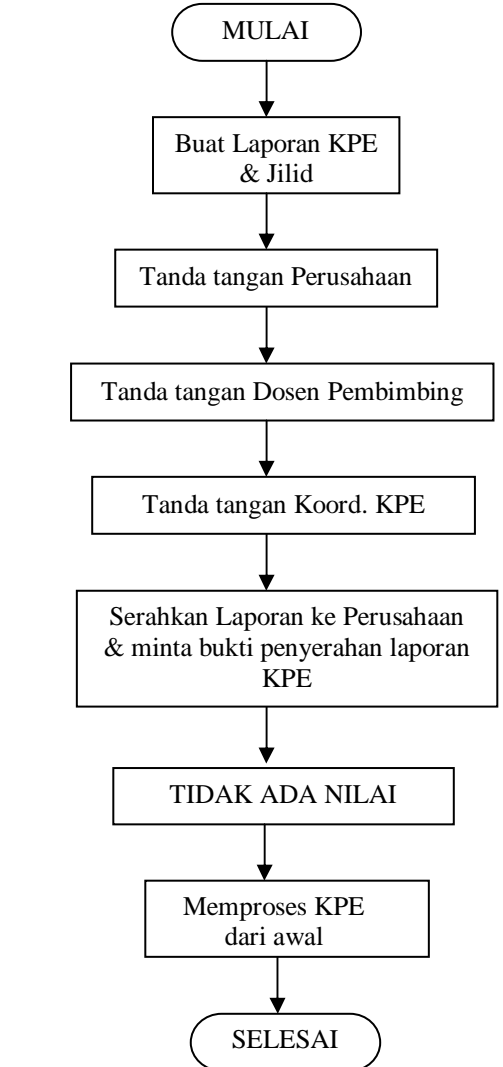 MULAI
Buat Laporan KPE
& Jilid
Tanda tangan Perusahaan
Tanda tangan Dosen Pembimbing
Tanda tangan Koord. KPE
Serahkan Laporan ke Perusahaan
& minta bukti penyerahan laporan
KPE
TIDAK ADA NILAI
Memproses KPE
dari awal
SELESAI